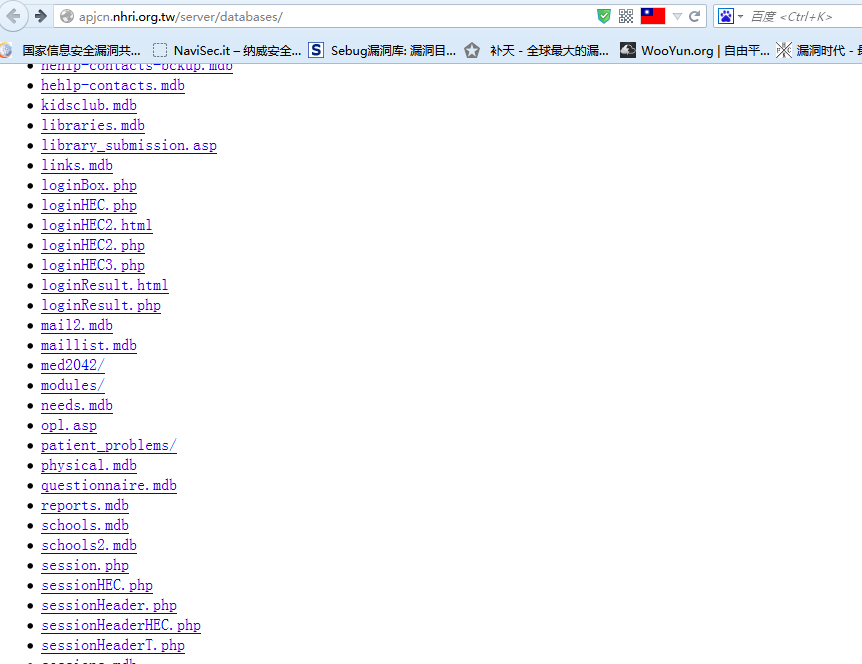 apjcn.nhri.org.tw/server/databases/
百度 <Ctrl+K>
国家信息安全漏洞共... NaviSec.it – 纳威安全... S Sebug漏洞库: 漏洞目... 补天 - 全球最大的漏... WooYun.org | 自由平... 漏洞时代 -
hehlp-contacts-bckup.mdb
hehlp-contacts.mdb
kidsclub.mdb
libraries.mdb
library_submission.asp
links.mdb
loginBox.php
loginHEC.php
loginHEC2.html
loginHEC2.php
loginHEC3.php
loginResult.html
loginResult.php
mail2.mdb
maillist.mdb
med2042/
modules/
needs.mdb
opl.asp
patient_problems/
physical.mdb
questionnaire.mdb
reports.mdb
schools.mdb
schools2.mdb
session.php
sessionHEC.php
sessionHeader.php
sessionHeaderHEC.php
sessionHeaderT.php